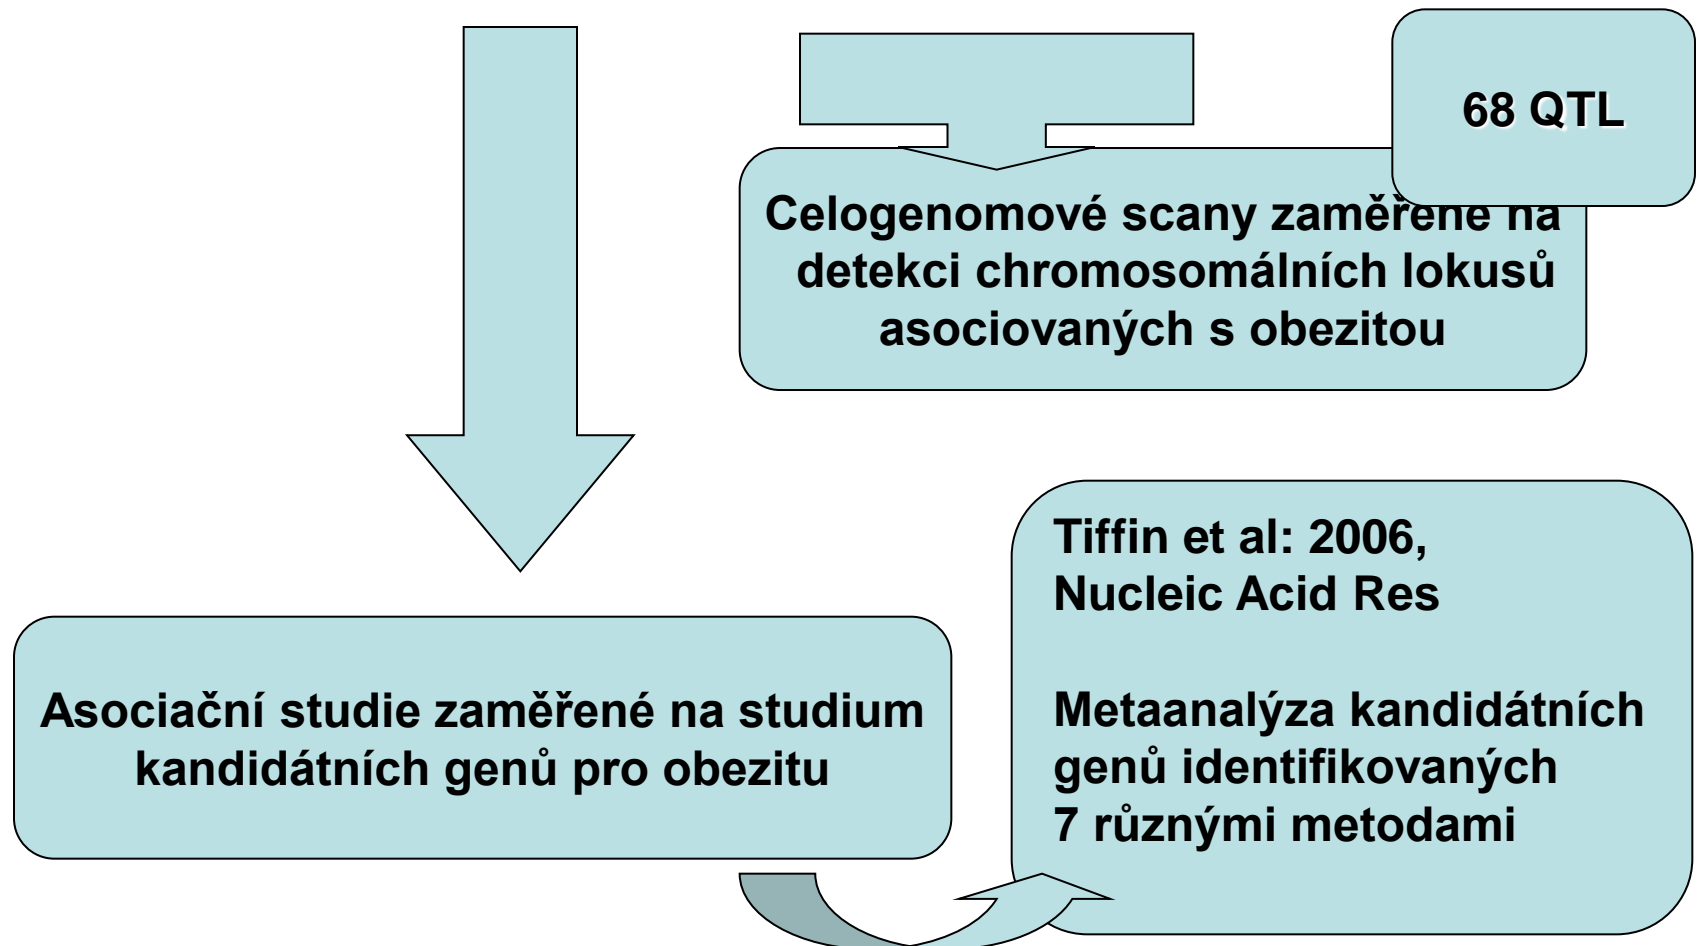 68 QTL
Celogenomové scany zaměřené na
detekci chromosomálních lokusů
asociovaných s obezitou
Tiffin et al: 2006,
Nucleic Acid Res
Metaanalýza kandidátních
genů identifikovaných
7 různými metodami
Asociační studie zaměřené na studium
kandidátních genů pro obezitu